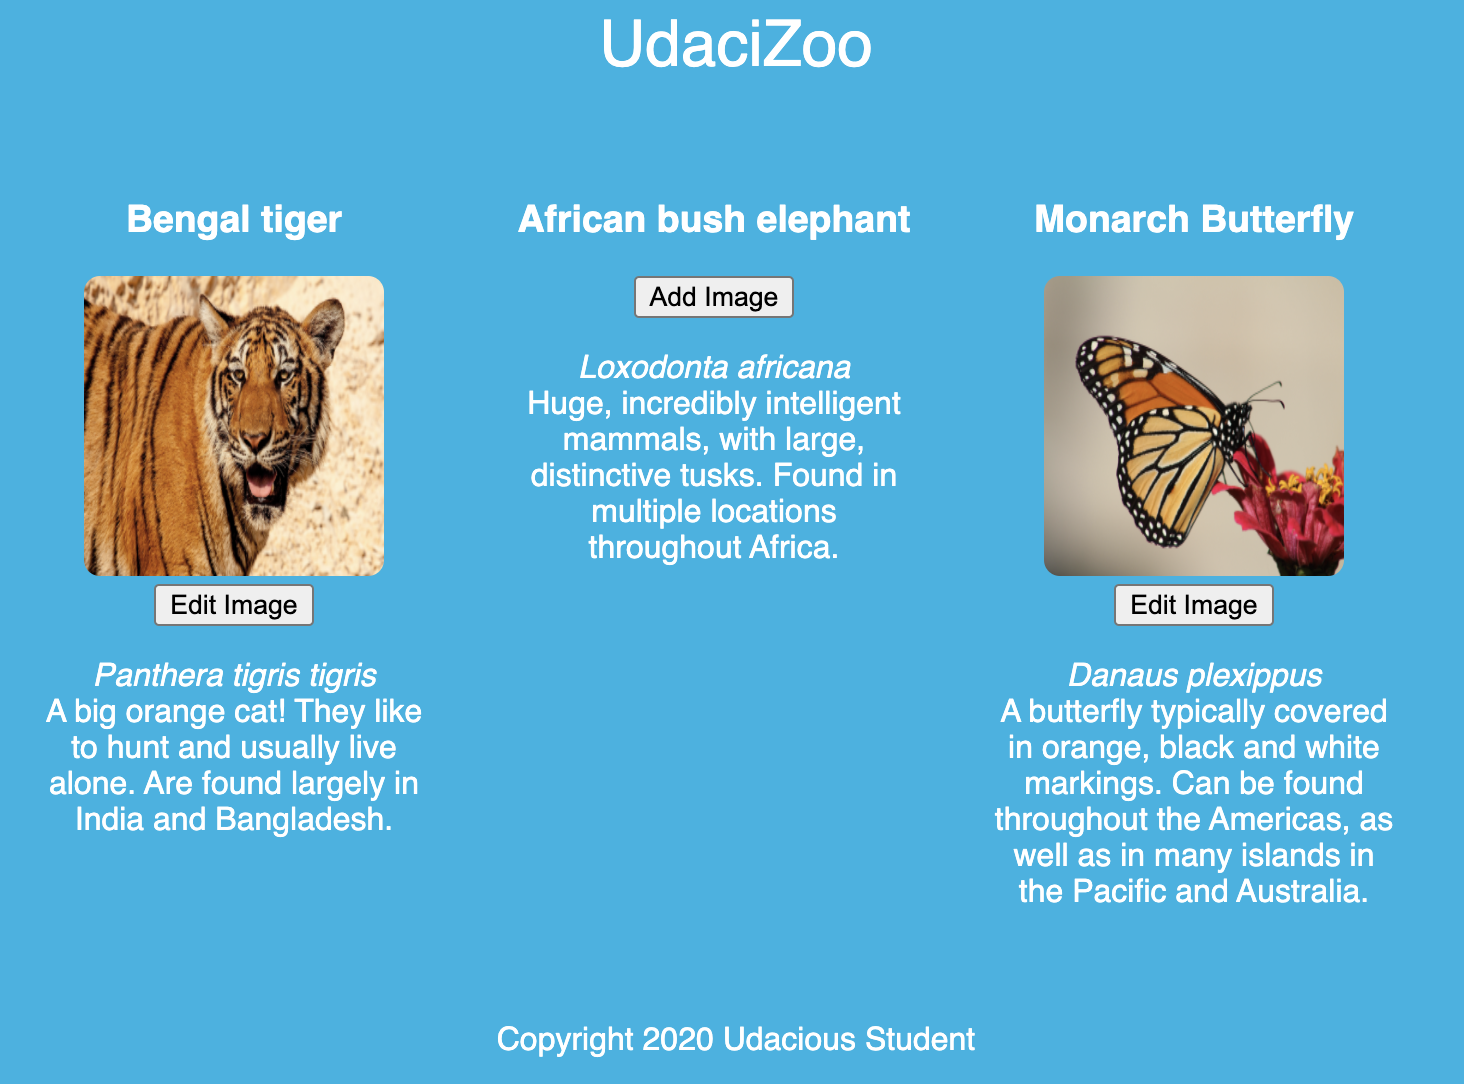 UdaciZoo
Bengal tiger
Edit Image
Panthera tigris tigris
A big orange cat! They like
to hunt and usually live
alone. Are found largely in
India and Bangladesh.
African bush elephant
Add Image
Loxodonta africana
Huge, incredibly intelligent
mammals, with large,
distinctive tusks. Found in
multiple locations
throughout Africa.
Monarch Butterfly
Edit Image
Danaus plexippus
A butterfly typically covered
in orange, black and white
markings. Can be found
throughout the Americas, as
well as in many islands in
the Pacific and Australia.
Copyright 2020 Udacious Student